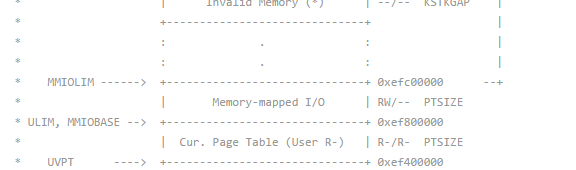 *                     |      Invalid Memory (*)      | --/--  KSTKGAP    |
*                     +------------------------------+                   |
*                     :              .               :                   |
*                     :              .               :                   |
*    MMIOLIM ------>  +------------------------------+ 0xefc00000      --+
*                     |       Memory-mapped I/O      | RW/--  PTSIZE
* ULIM, MMIOBASE -->  +------------------------------+ 0xef800000
*                     |  Cur. Page Table (User R-)   | R-/R-  PTSIZE
*    UVPT      ---->  +------------------------------+ 0xef400000